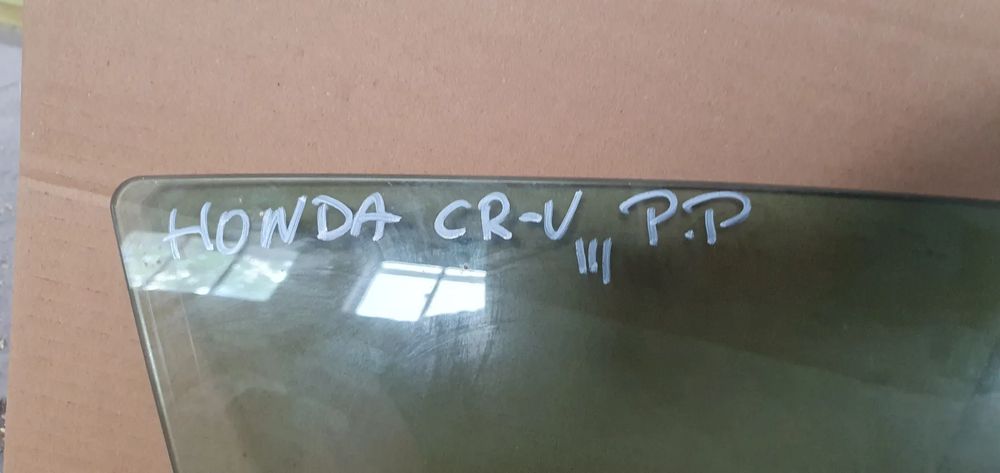 HONDA CR-V III P.P